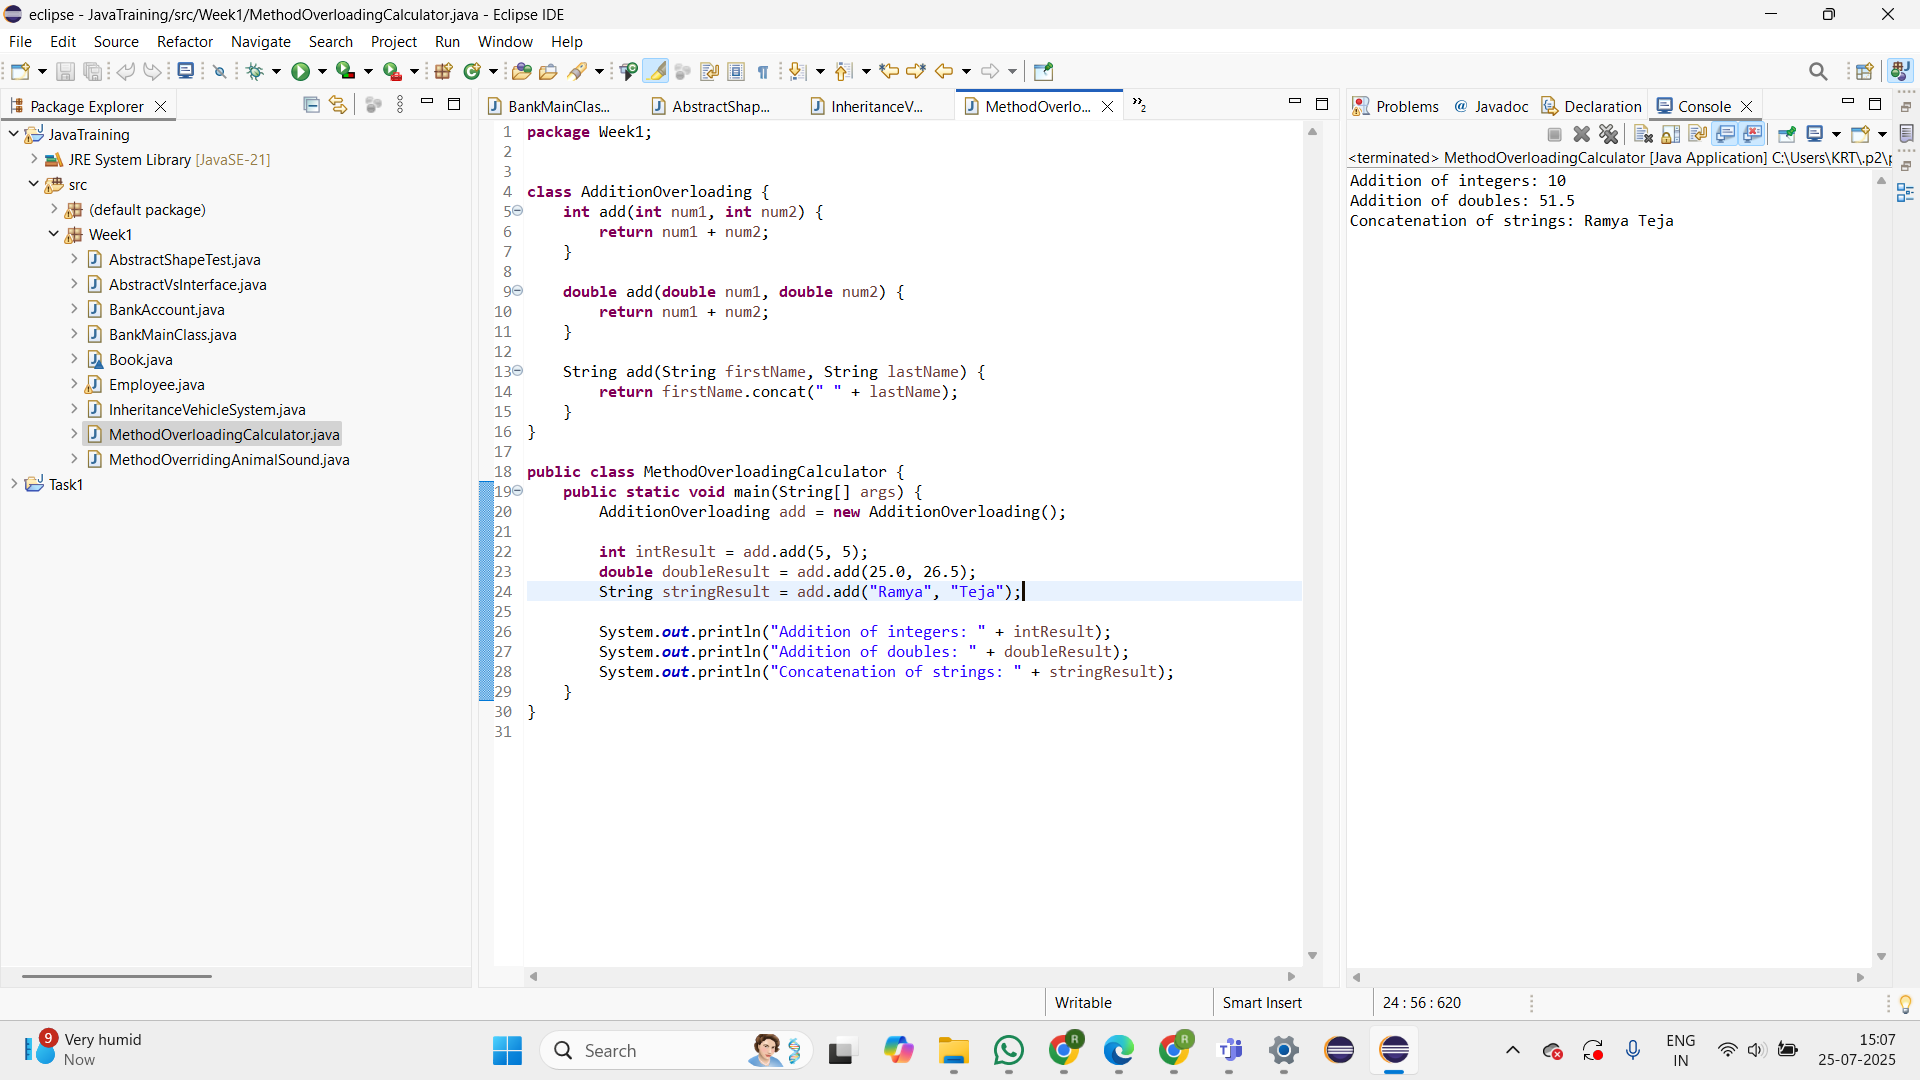 eclipse - JavaTraining/src/Week1/MethodOverloadingCalculator.java - Eclipse IDE
File Edit Source Refactor Navigate Search Project Run Window Help
Package Explorer
JavaTraining
JRE System Library [JavaSE-21]
src
(default package)
Week1
AbstractShapeTest.java
AbstractVsInterface.java
BankAccount.java
BankMainClass.java
Book.java
Employee.java
InheritanceVehicleSystem.java
MethodOverloadingCalculator.java
MethodOverridingAnimalSound.java
Task1
BankMainClas... AbstractShap... InheritanceV... MethodOverlo... »2
1 package Week1;
2
3
4 class AdditionOverloading {
5 int add(int num1, int num2) {
6 return num1 + num2;
7 }
8
9 double add(double num1, double num2) {
10 return num1 + num2;
11 }
12
13 String add(String firstName, String lastName) {
14 return firstName.concat(" " + lastName);
15 }
16 }
17
18 public class MethodOverloadingCalculator {
19 public static void main(String[] args) {
20 AdditionOverloading add = new AdditionOverloading();
21
22 int intResult = add.add(5, 5);
23 double doubleResult = add.add(25.0, 26.5);
24 String stringResult = add.add("Ramya", "Teja");
25
26 System.out.println("Addition of integers: " + intResult);
27 System.out.println("Addition of doubles: " + doubleResult);
28 System.out.println("Concatenation of strings: " + stringResult);
29 }
30 }
31
Problems @ Javadoc Declaration Console
<terminated> MethodOverloadingCalculator [Java Application] C:\Users\KRT\.p2\p
Addition of integers: 10
Addition of doubles: 51.5
Concatenation of strings: Ramya Teja
Writable Smart Insert 24 : 56 : 620
9 Very humid
Now
Search
R
R
ENG
IN
15:07
25-07-2025